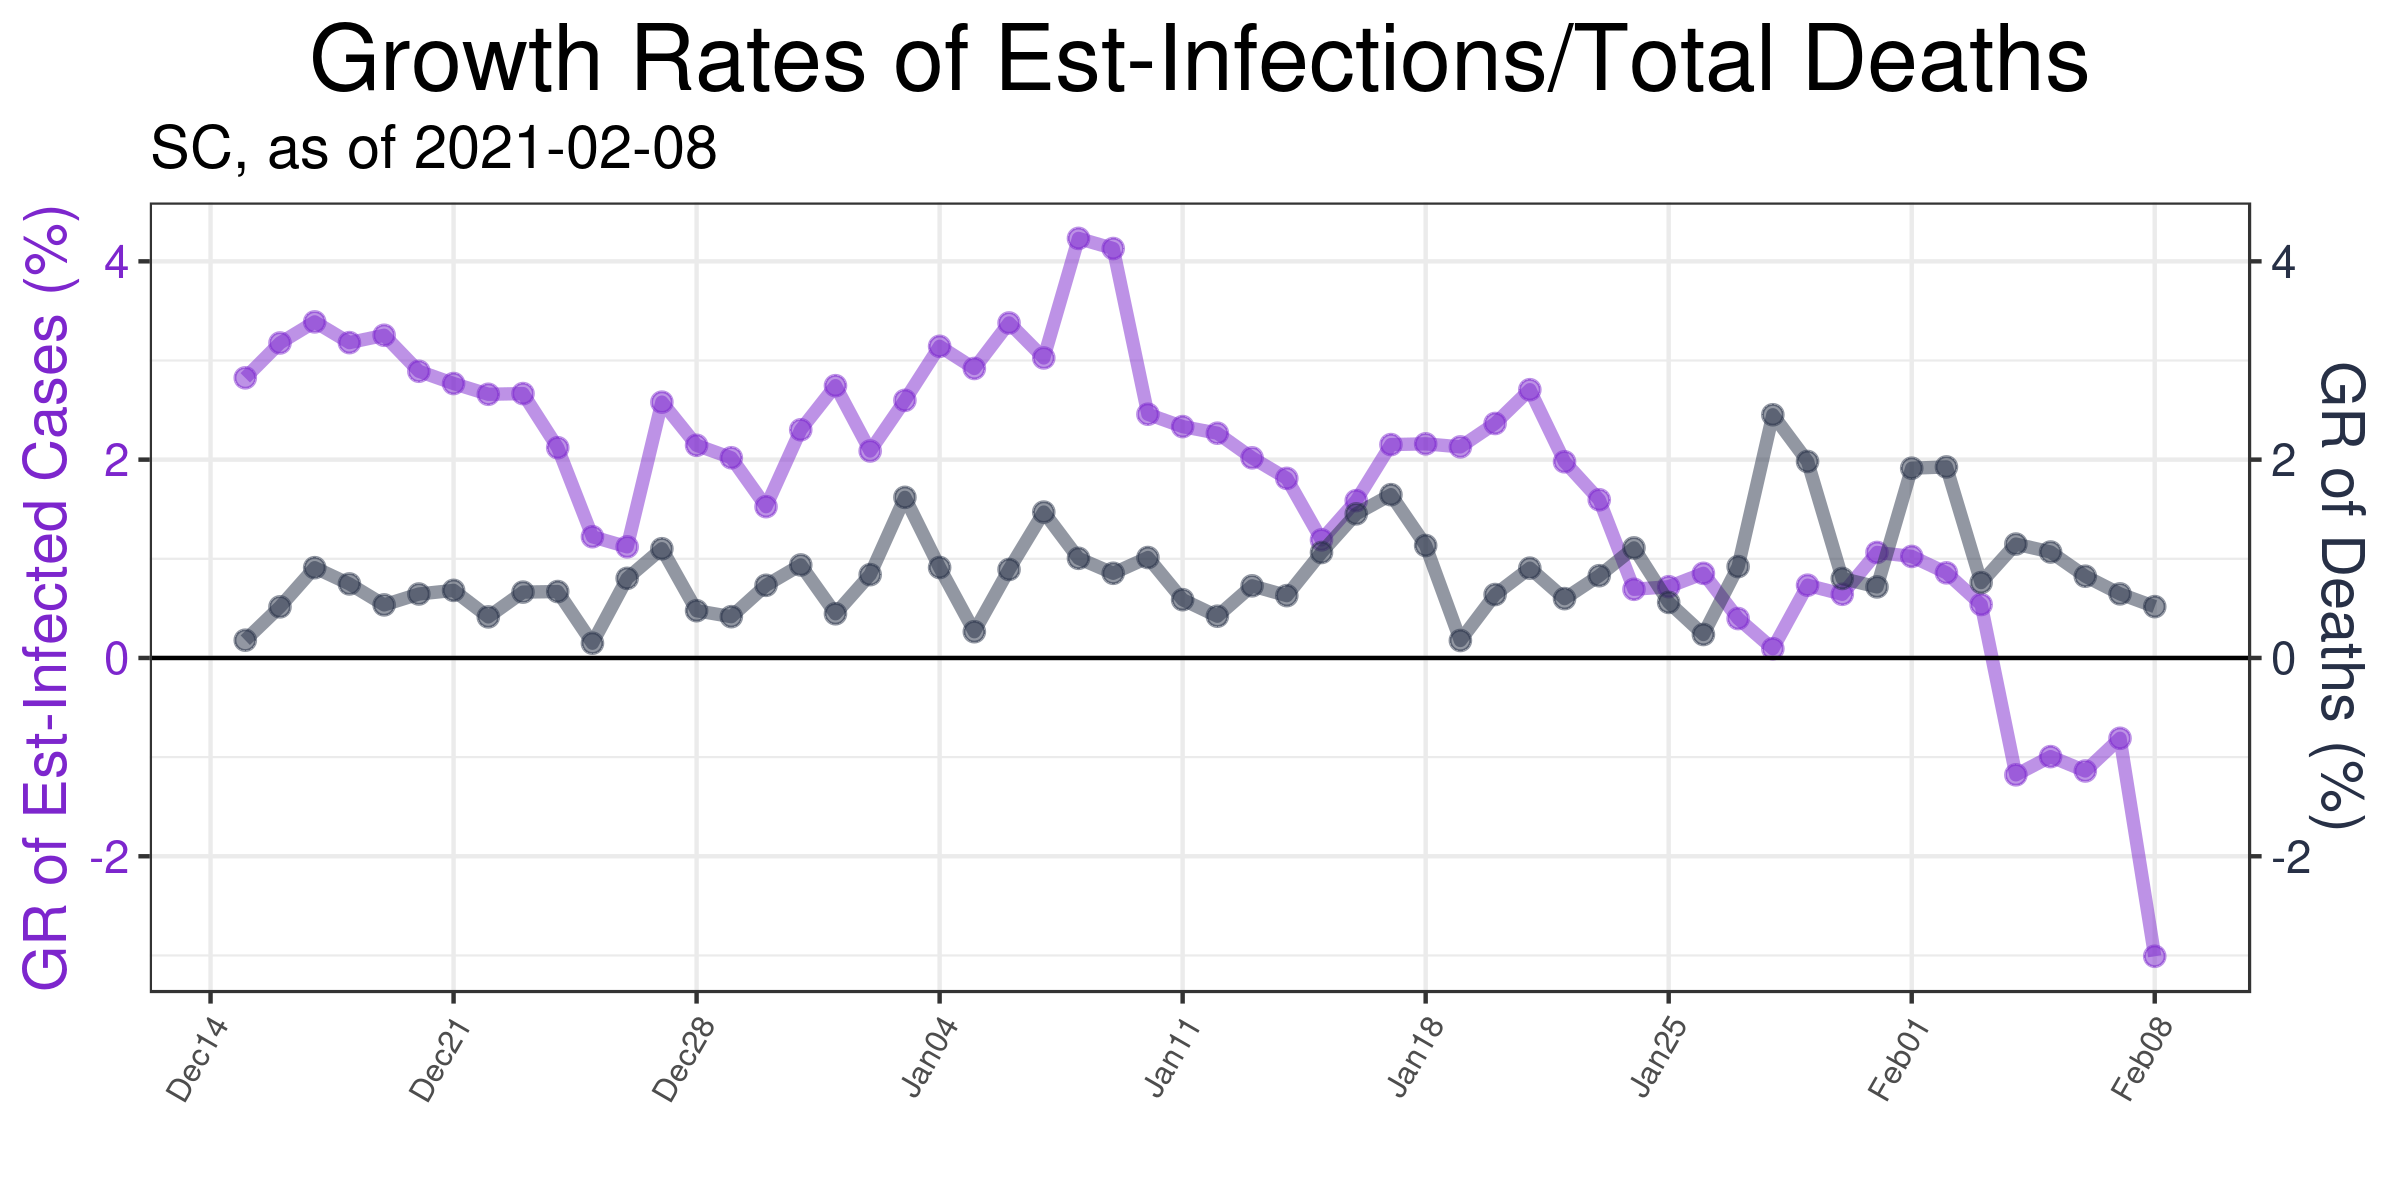 Growth Rates of Est-Infections/Total Deaths
SC, as of 2021-02-08
GR of Est-Infected Cases (%)
4
2
0
-2
4
2
0
-2
GR of Deaths (%)
Dec14
Dec21
Dec28
Jan04
Jan11
Jan18
Jan25
Feb01
Feb08